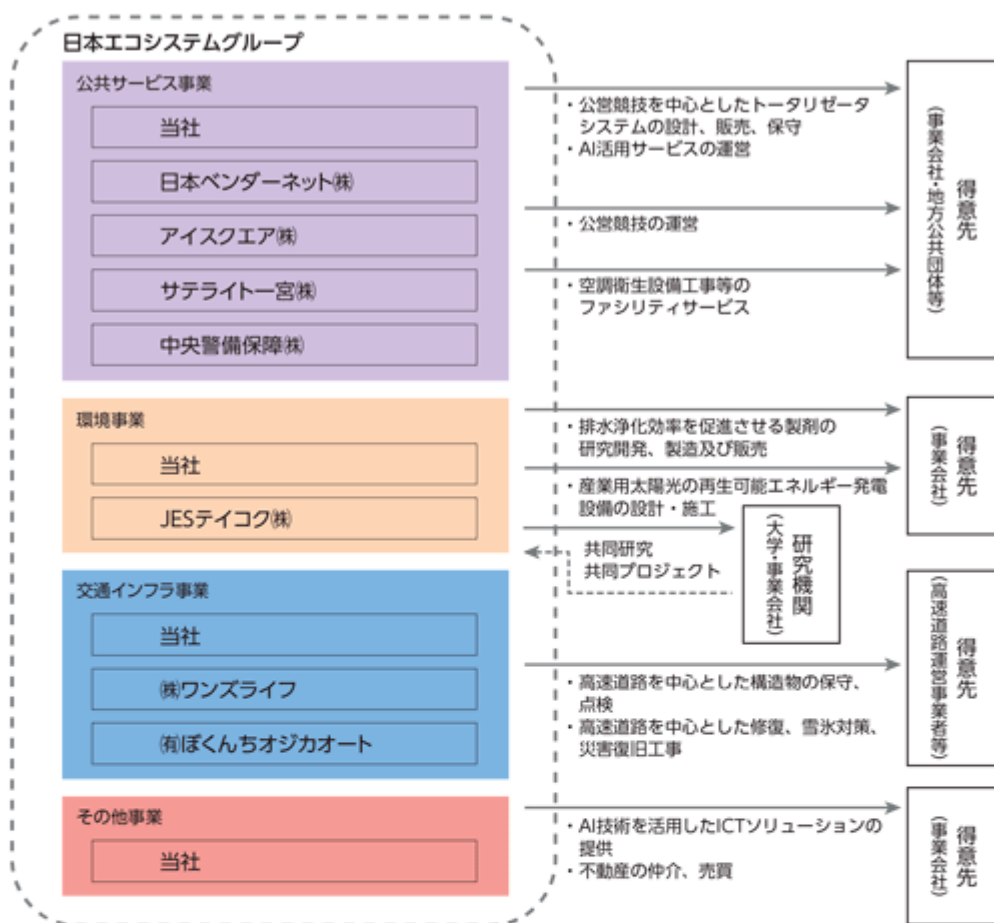 日本エコシステムグループ
公共サービス事業
当社
日本ベンダーネット㈱
アイスクエア㈱
サテライト一宮㈱
中央警備保障㈱
・公営競技を中心としたトータリゼータ
システムの設計、販売、保守
・AI活用サービスの運営
・公営競技の運営
・空調衛生設備工事等の
ファシリティサービス
得意先
(事業会社・地方公共団体等)
環境事業
当社
JESテイコク㈱
・排水浄化効率を促進させる製剤の
研究開発、製造及び販売
・産業用太陽光の再生可能エネルギー発電
設備の設計・施工
得意先
(事業会社)
共同研究
共同プロジェクト
研究機関
(大学・事業会社)
交通インフラ事業
当社
㈱ワンズライフ
㈲ぼくんちオジカオート
・高速道路を中心とした構造物の保守、
点検
・高速道路を中心とした修復、雪氷対策、
災害復旧工事
得意先
(高速道路運営事業者等)
その他事業
当社
・AI技術を活用したICTソリューションの
提供
・不動産の仲介、売買
得意先
(事業会社)